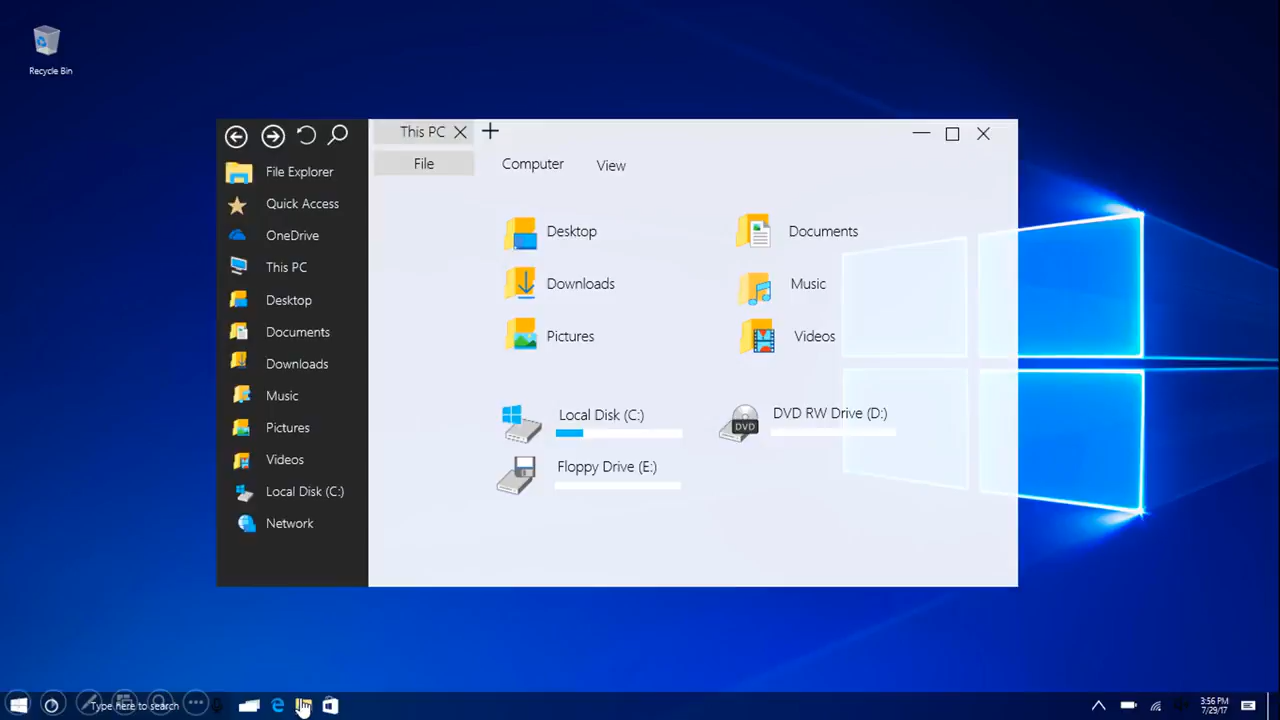 Recycle Bin
This PC
File
Computer
View
File Explorer
Quick Access
OneDrive
This PC
Desktop
Documents
Downloads
Music
Pictures
Videos
Local Disk (C:)
Network
Desktop
Documents
Downloads
Music
Pictures
Videos
Local Disk (C:)
DVD RW Drive (D:)
DVD
Floppy Drive (E:)
Type here to search
3:56 PM
7/29/17